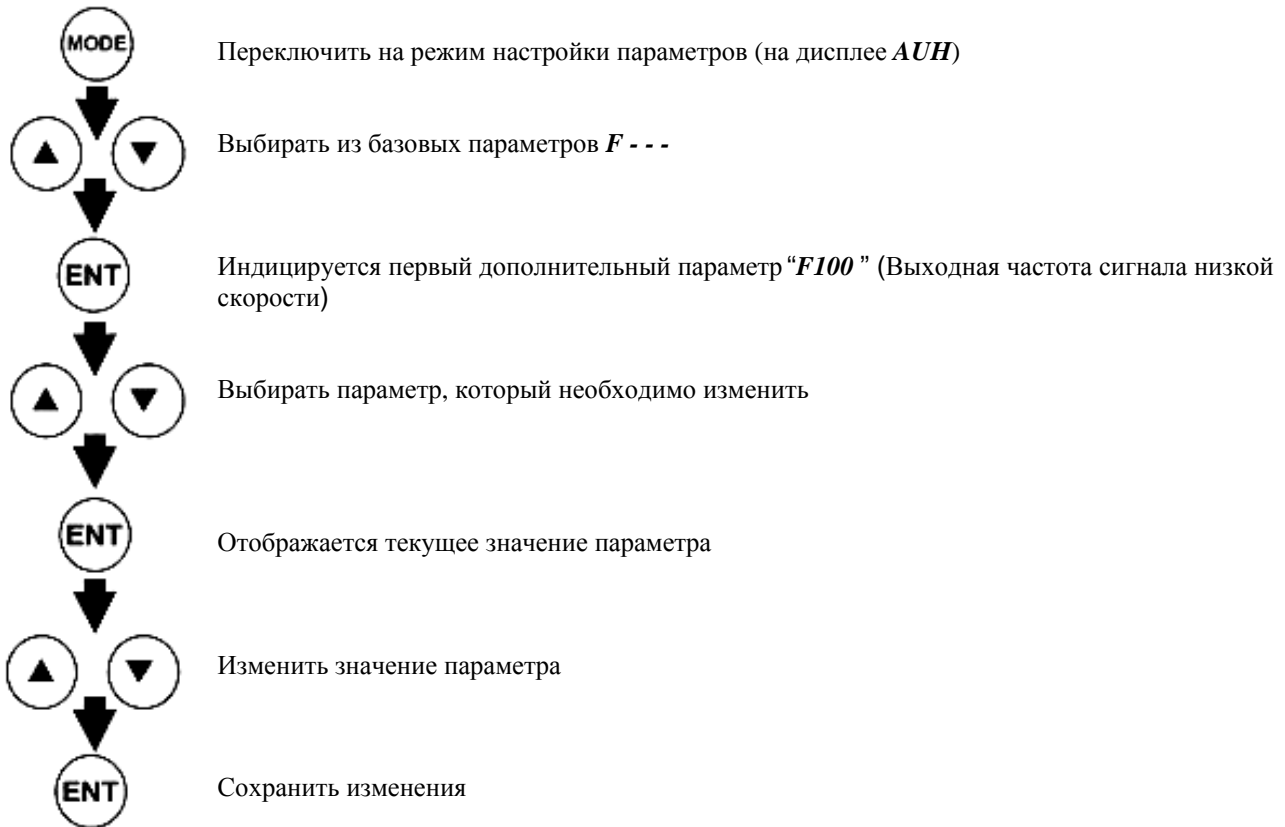 MODE
Переключить на режим настройки параметров (на дисплее AUH)
▲ ▼
Выбирать из базовых параметров F - - -
ENT
Индицируется первый дополнительный параметр “F100 ” (Выходная частота сигнала низкой
скорости)
▲ ▼
Выбирать параметр, который необходимо изменить
ENT
Отображается текущее значение параметра
▲ ▼
Изменить значение параметра
ENT
Сохранить изменения